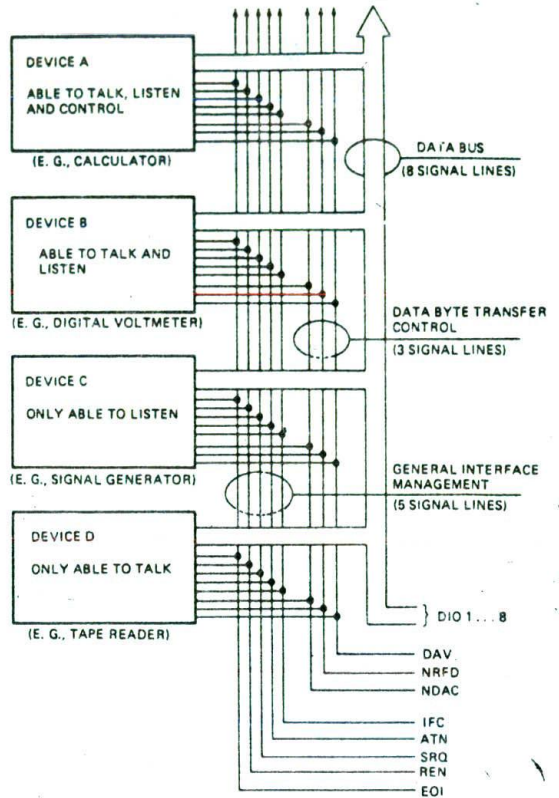 DEVICE A
ABLE TO TALK, LISTEN
AND CONTROL
(E. G., CALCULATOR)
DATA BUS
(8 SIGNAL LINES)
DEVICE B
ABLE TO TALK AND
LISTEN
(E. G., DIGITAL VOLTMETER)
DATA BYTE TRANSFER
CONTROL
(3 SIGNAL LINES)
DEVICE C
ONLY ABLE TO LISTEN
(E. G., SIGNAL GENERATOR)
GENERAL INTERFACE
MANAGEMENT
(5 SIGNAL LINES)
DEVICE D
ONLY ABLE TO TALK
(E. G., TAPE READER)
DIO 1 . . . 8
DAV
NRFD
NDAC
IFC
ATN
SRQ
REN
EOI